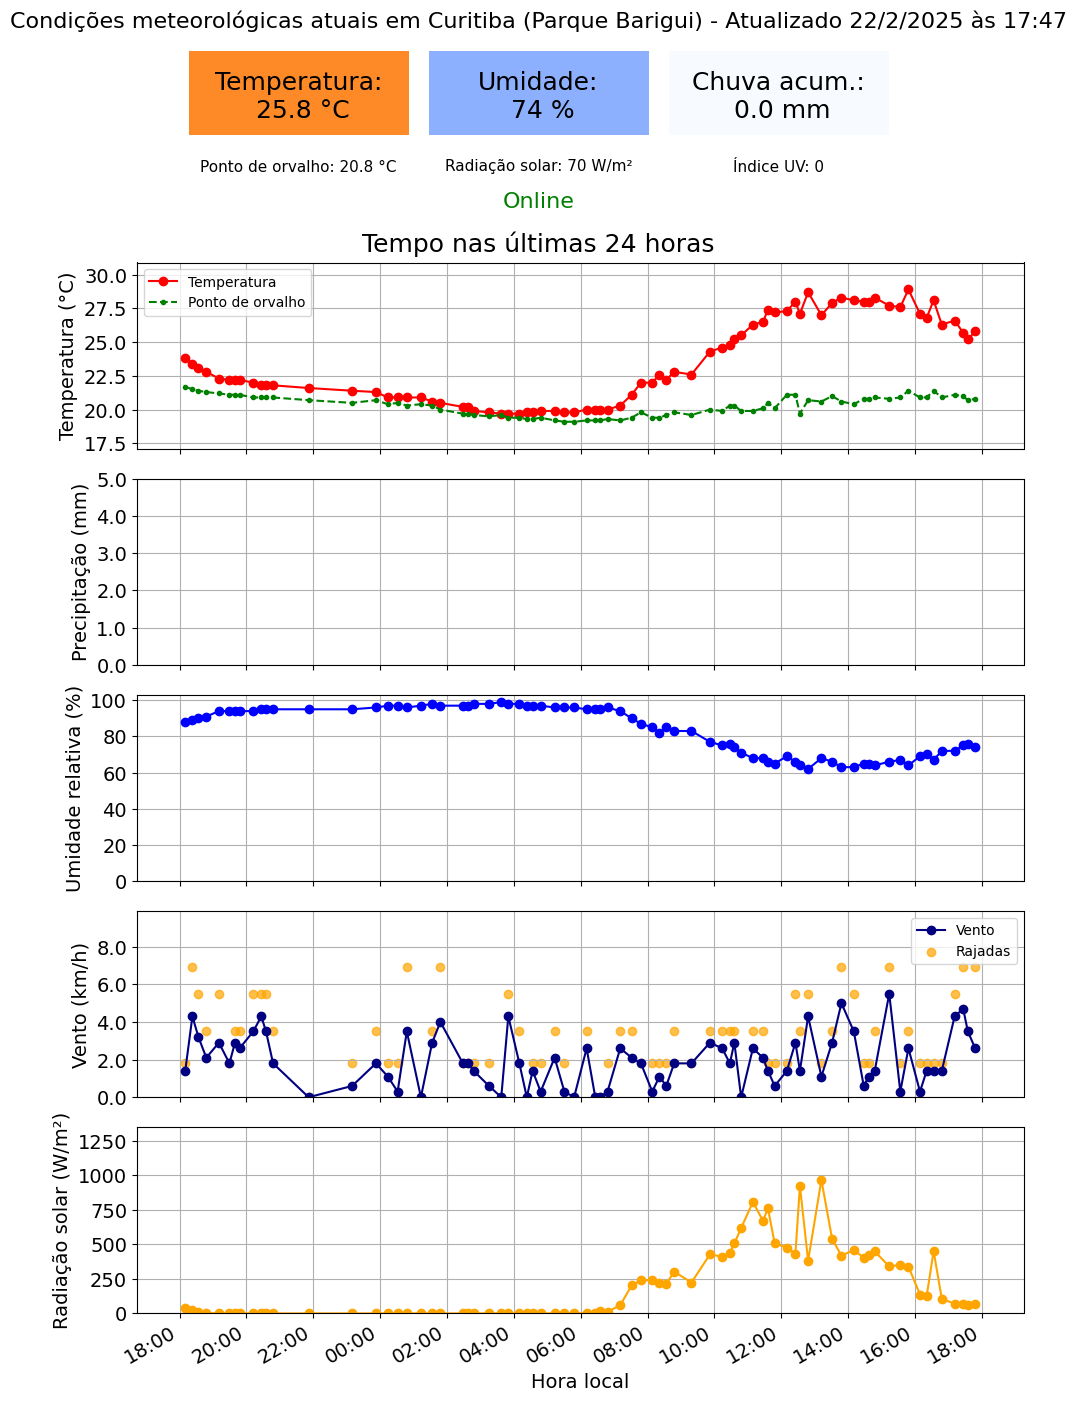 Condições meteorológicas atuais em Curitiba (Parque Barigui) - Atualizado 22/2/2025 às 17:47
Temperatura:
25.8 °C
Umidade:
74 %
Chuva acum.:
0.0 mm
Ponto de orvalho: 20.8 °C
Radiação solar: 70 W/m²
Índice UV: 0
Online
Tempo nas últimas 24 horas
Temperatura (°C)
30.0
27.5
25.0
22.5
20.0
17.5
Temperatura
Ponto de orvalho
Precipitação (mm)
5.0
4.0
3.0
2.0
1.0
0.0
Umidade relativa (%)
100
80
60
40
20
0
Vento (km/h)
8.0
6.0
4.0
2.0
0.0
Vento
Rajadas
Radiação solar (W/m²)
1250
1000
750
500
250
0
18:00 20:00 22:00 00:00 02:00 04:00 06:00 08:00 10:00 12:00 14:00 16:00 18:00
Hora local